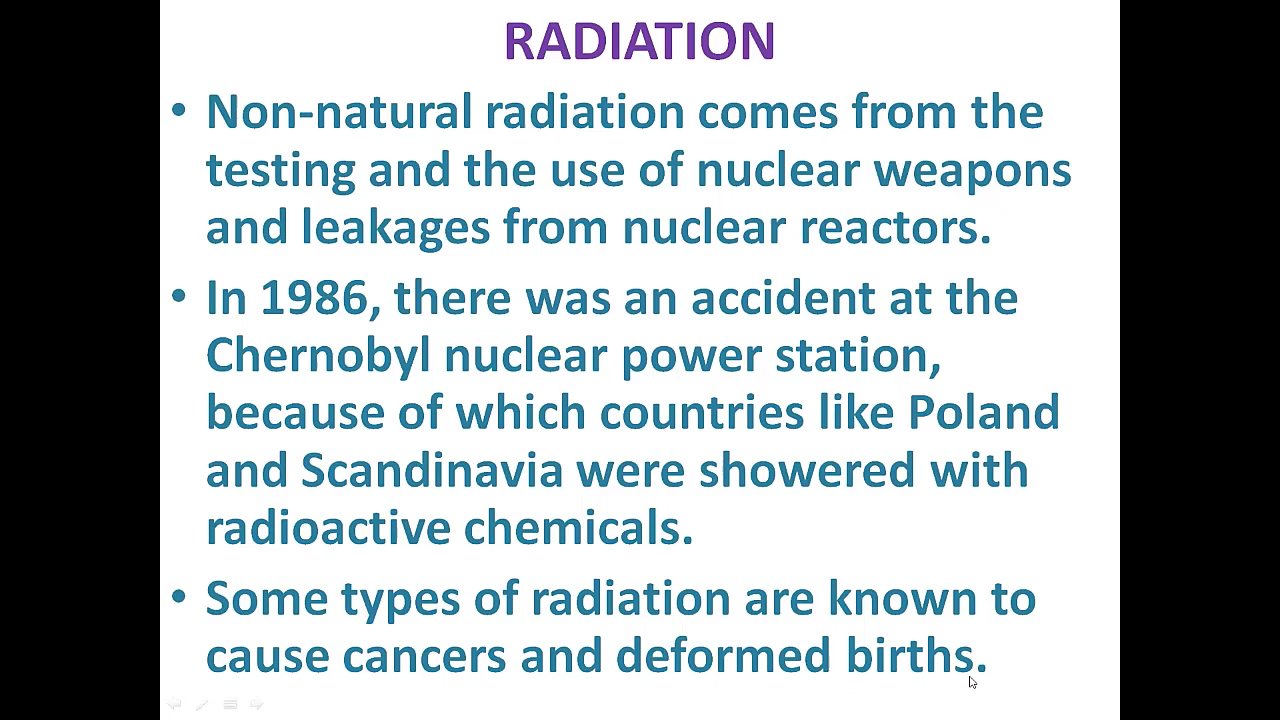 RADIATION
• Non-natural radiation comes from the
testing and the use of nuclear weapons
and leakages from nuclear reactors.
• In 1986, there was an accident at the
Chernobyl nuclear power station,
because of which countries like Poland
and Scandinavia were showered with
radioactive chemicals.
• Some types of radiation are known to
cause cancers and deformed births.